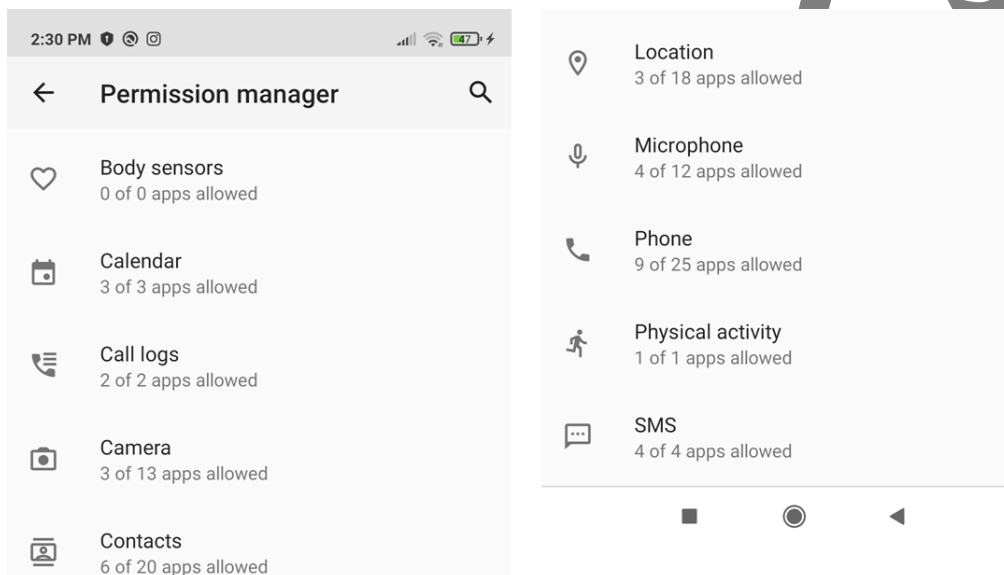 2:30 PM 47
Permission manager
Body sensors
0 of 0 apps allowed
Calendar
3 of 3 apps allowed
Call logs
2 of 2 apps allowed
Camera
3 of 13 apps allowed
Contacts
6 of 20 apps allowed
Location
3 of 18 apps allowed
Microphone
4 of 12 apps allowed
Phone
9 of 25 apps allowed
Physical activity
1 of 1 apps allowed
SMS
4 of 4 apps allowed